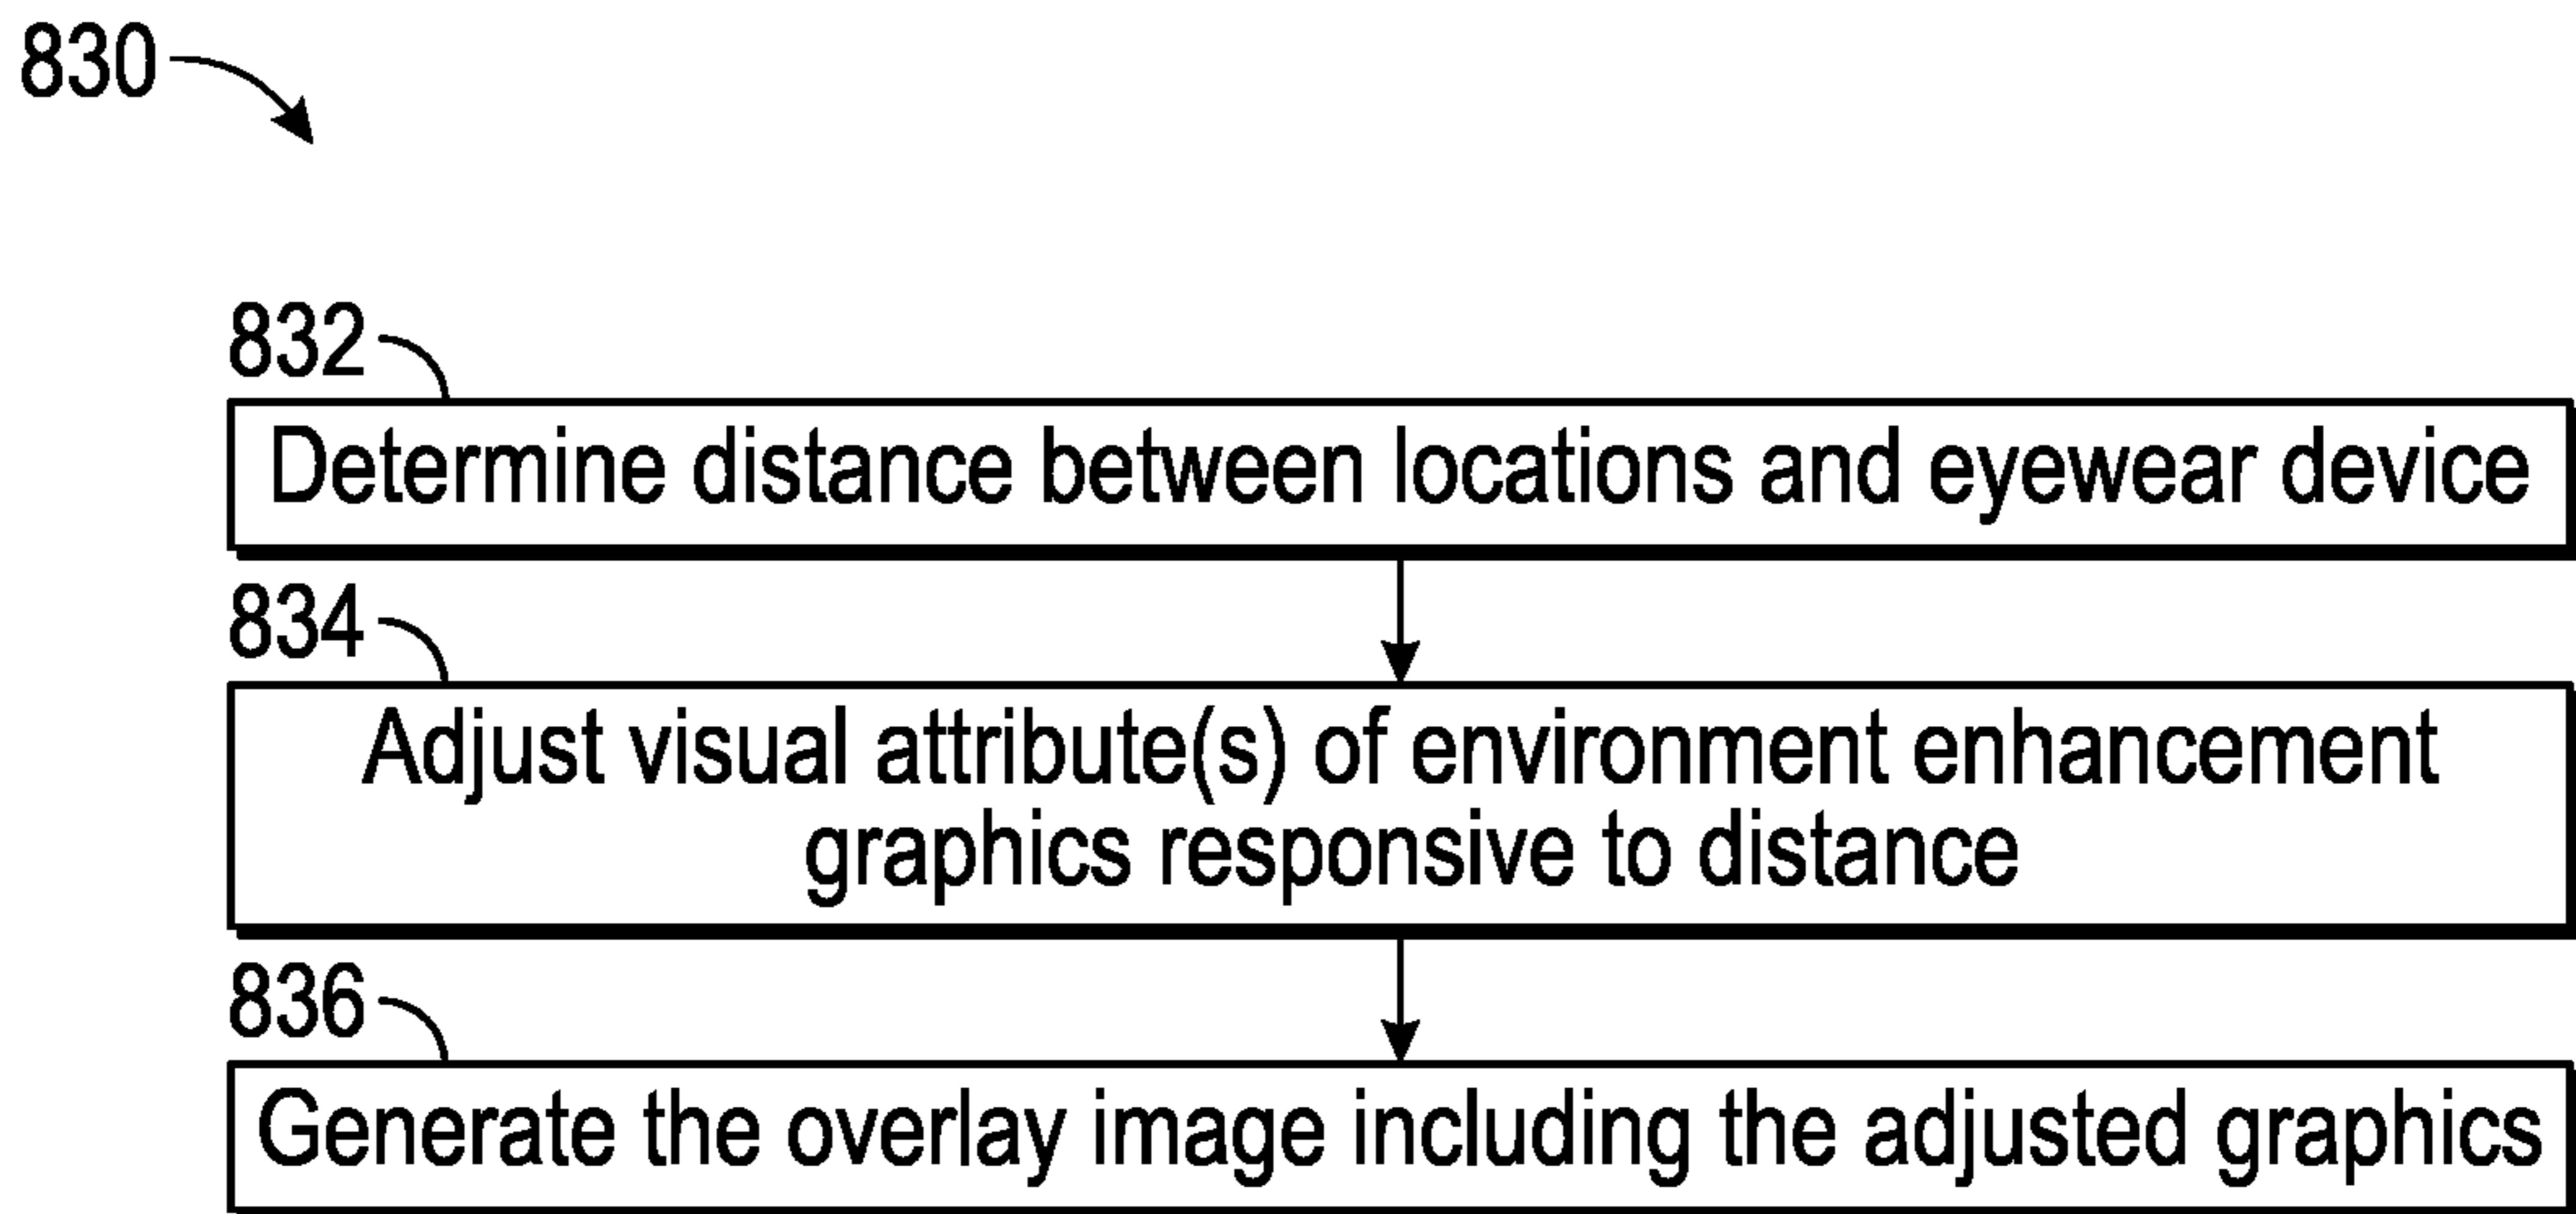 830
832
Determine distance between locations and eyewear device
834
Adjust visual attribute(s) of environment enhancement
graphics responsive to distance
836
Generate the overlay image including the adjusted graphics